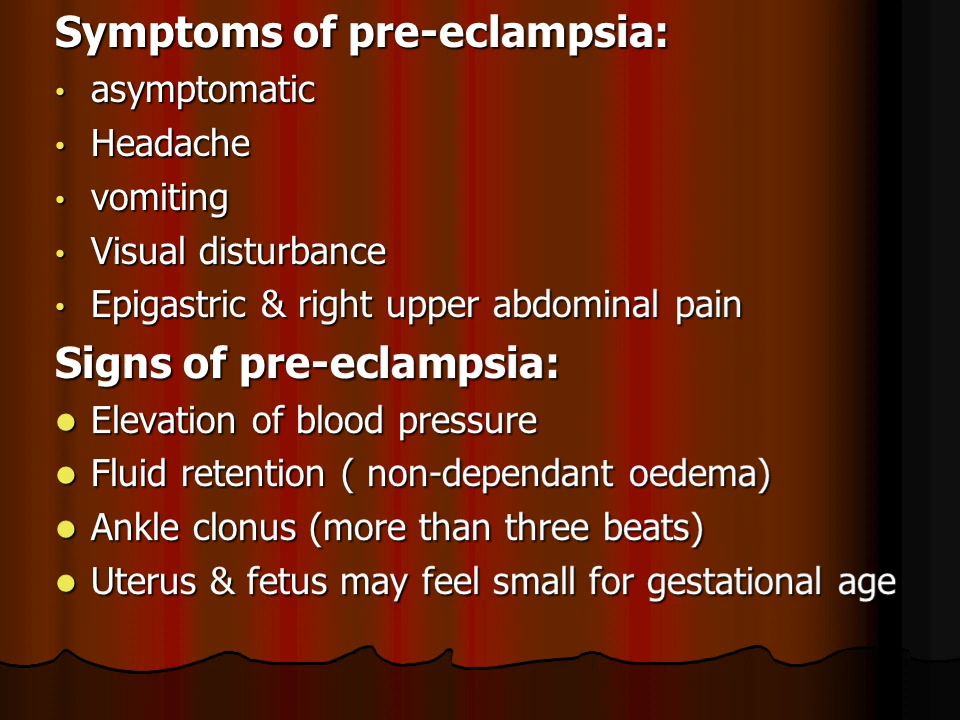 Symptoms of pre-eclampsia:
• asymptomatic
• Headache
• vomiting
• Visual disturbance
• Epigastric & right upper abdominal pain
Signs of pre-eclampsia:
● Elevation of blood pressure
● Fluid retention ( non-dependant oedema)
● Ankle clonus (more than three beats)
● Uterus & fetus may feel small for gestational age